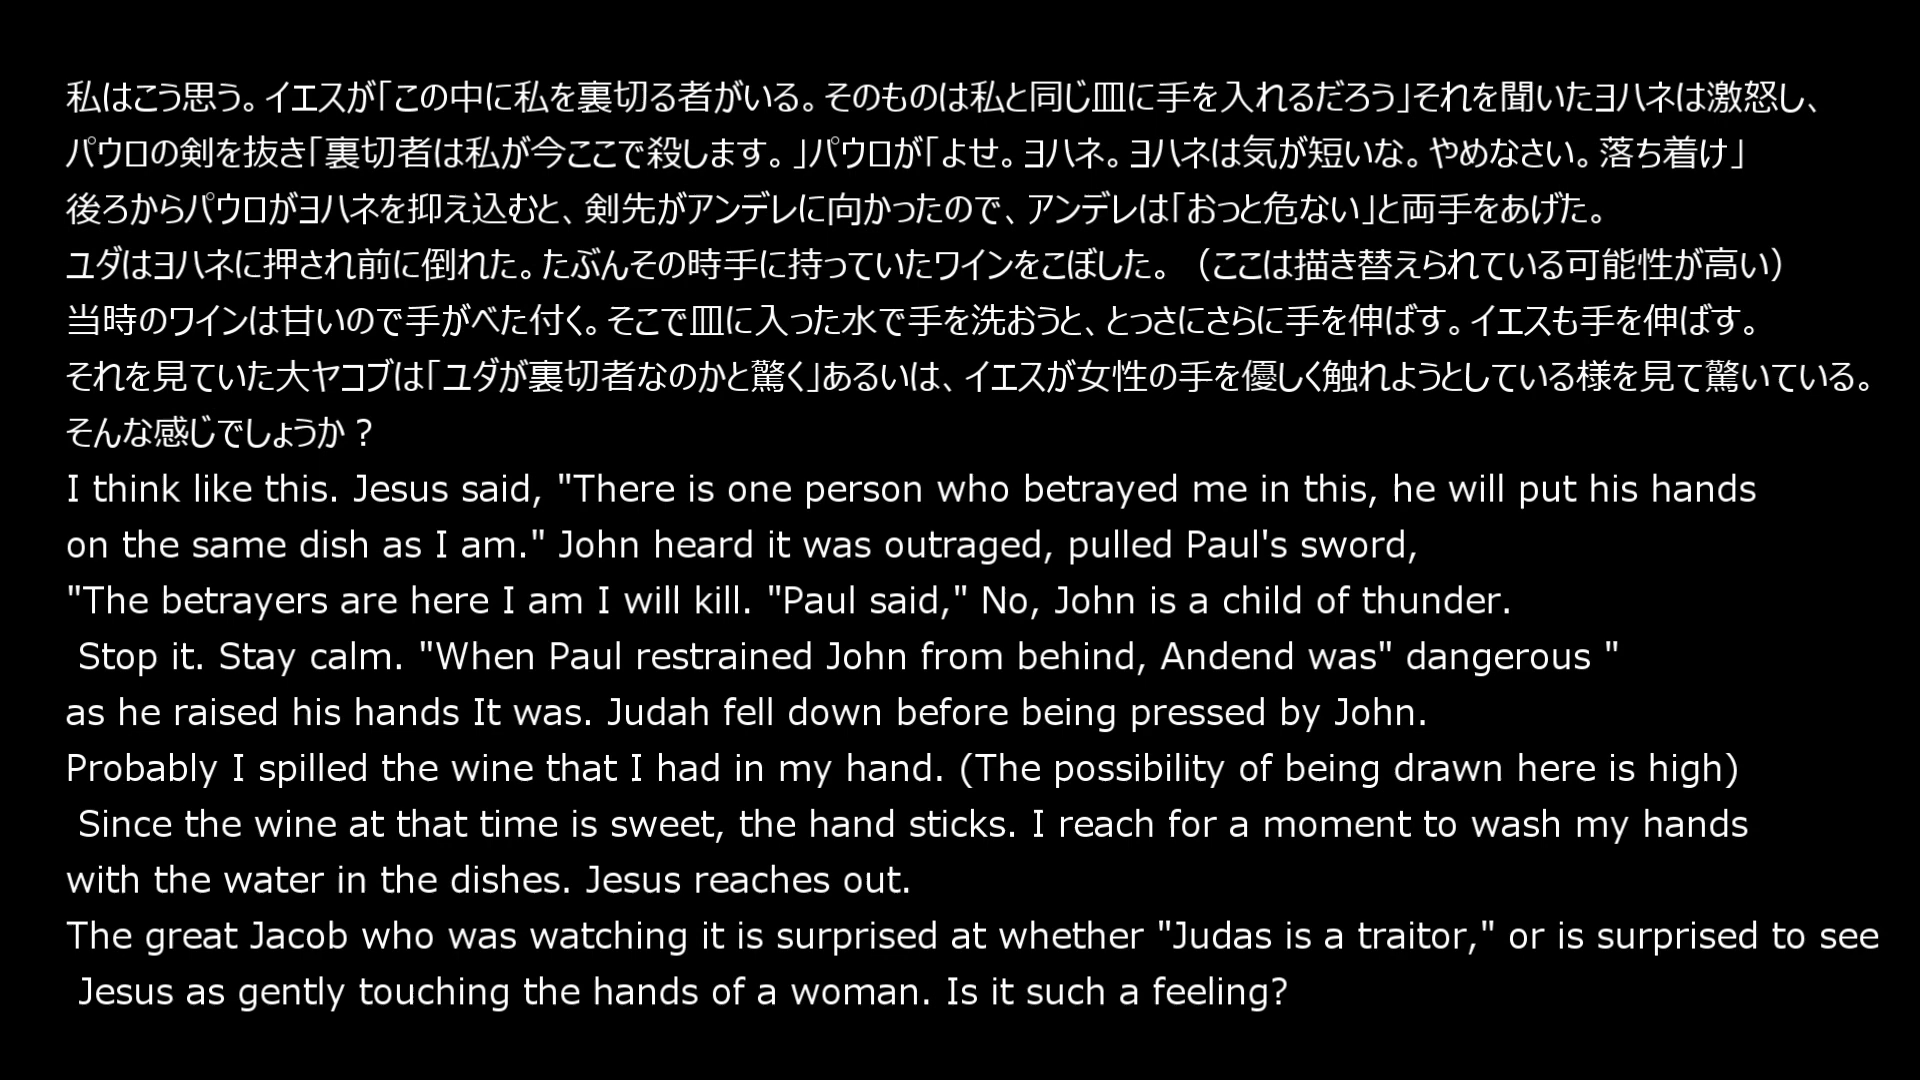 私はこう思う。イエスが「この中に私を裏切る者がいる。そのものは私と同じ皿に手を入れるだろう」それを聞いたヨハネは激怒し、
パウロの剣を抜き「裏切者は私が今ここで殺します。」パウロが「よせ。ヨハネ。ヨハネは気が短いな。やめなさい。落ち着け」
後ろからパウロがヨハネを抑え込むと、剣先がアンデレに向かったので、アンデレは「おっと危ない」と両手をあげた。
ユダはヨハネに押され前に倒れた。たぶんその時手に持っていたワインをこぼした。（ここは描き替えられている可能性が高い）
当時のワインは甘いので手がべた付く。そこで皿に入った水で手を洗おうと、とっさにさらに手を伸ばす。イエスも手を伸ばす。
それを見ていた大ヤコブは「ユダが裏切者なのかと驚く」あるいは、イエスが女性の手を優しく触れようとしている様を見て驚いている。
そんな感じでしょうか？
I think like this. Jesus said, "There is one person who betrayed me in this, he will put his hands
on the same dish as I am." John heard it was outraged, pulled Paul's sword,
"The betrayers are here I am I will kill. "Paul said," No, John is a child of thunder.
Stop it. Stay calm. "When Paul restrained John from behind, Andend was" dangerous "
as he raised his hands It was. Judah fell down before being pressed by John.
Probably I spilled the wine that I had in my hand. (The possibility of being drawn here is high)
Since the wine at that time is sweet, the hand sticks. I reach for a moment to wash my hands
with the water in the dishes. Jesus reaches out.
The great Jacob who was watching it is surprised at whether "Judas is a traitor," or is surprised to see
Jesus as gently touching the hands of a woman. Is it such a feeling?